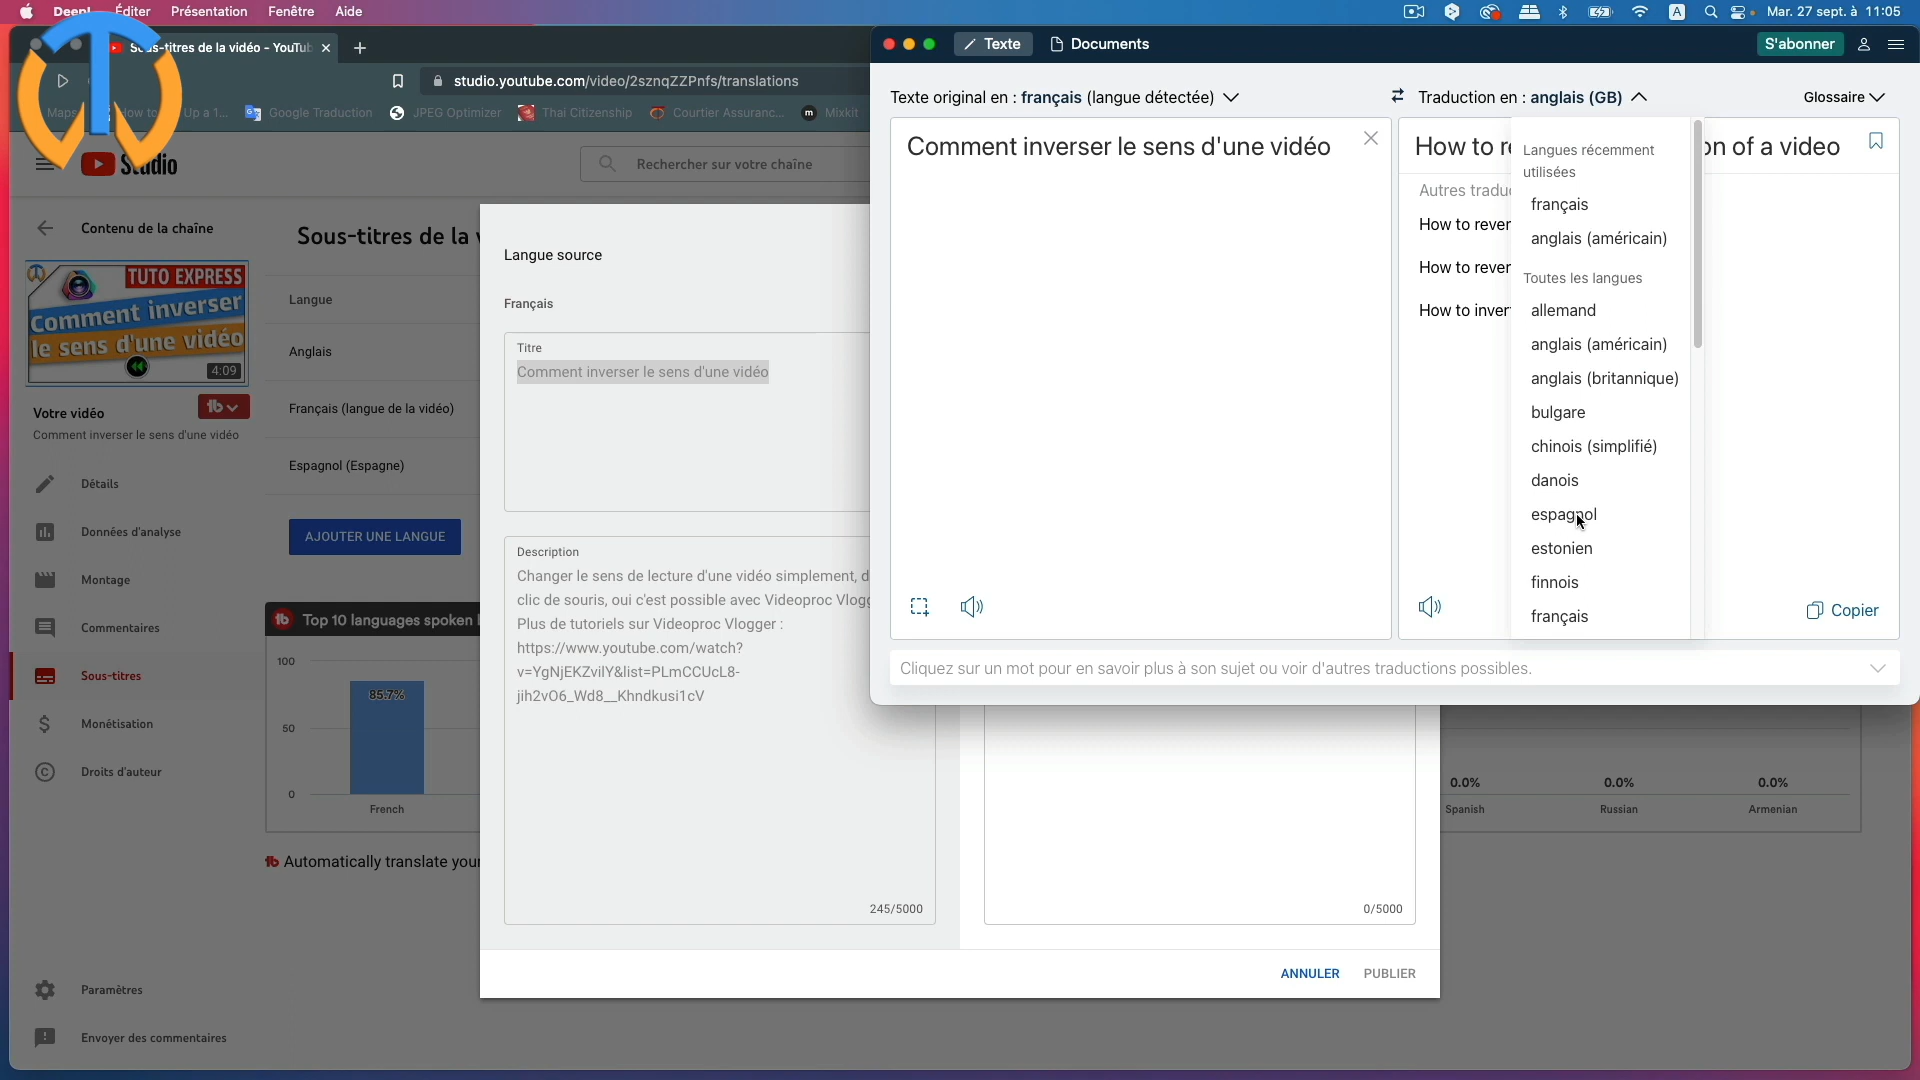 DeepL Éditer Présentation Fenêtre Aide
A
Mar. 27 sept. à 11:05
Sous-titres de la vidéo - YouTub
studio.youtube.com/video/2sznqZZPnfs/translations
Maps
Up a 1...
Google Traduction
JPEG Optimizer
Thai Citizenship
Courtier Assuranc...
Mixkit
Studio
Rechercher sur votre chaîne
Contenu de la chaîne
TUTO EXPRESS
Comment inverser
le sens d'une vidéo
4:09
Votre vidéo
Comment inverser le sens d'une vidéo
Détails
Données d'analyse
Montage
Commentaires
Sous-titres
Monétisation
Droits d'auteur
Paramètres
Envoyer des commentaires
Sous-titres de la
Langue
Anglais
Français (langue de la vidéo)
Espagnol (Espagne)
AJOUTER UNE LANGUE
Top 10 languages spoken
100
50
0
85.7%
French
0.0%
Spanish
0.0%
Russian
0.0%
Armenian
Automatically translate your
Langue source
Français
Titre
Comment inverser le sens d'une vidéo
Description
Changer le sens de lecture d'une vidéo simplement, d
clic de souris, oui c'est possible avec Videoproc Vlogg
Plus de tutoriels sur Videoproc Vlogger :
https://www.youtube.com/watch?
v=YgNjEKZvilY&list=PLmCCUcL8-
jih2vO6_Wd8__Khndkusi1cV
245/5000
0/5000
ANNULER
PUBLIER
Texte
Documents
S'abonner
Texte original en : français (langue détectée)
Traduction en : anglais (GB)
Glossaire
Comment inverser le sens d'une vidéo
How to re
on of a video
Autres tradu
How to rever
How to rever
How to inver
Langues récemment
utilisées
français
anglais (américain)
Toutes les langues
allemand
anglais (américain)
anglais (britannique)
bulgare
chinois (simplifié)
danois
espagnol
estonien
finnois
français
Copier
Cliquez sur un mot pour en savoir plus à son sujet ou voir d'autres traductions possibles.